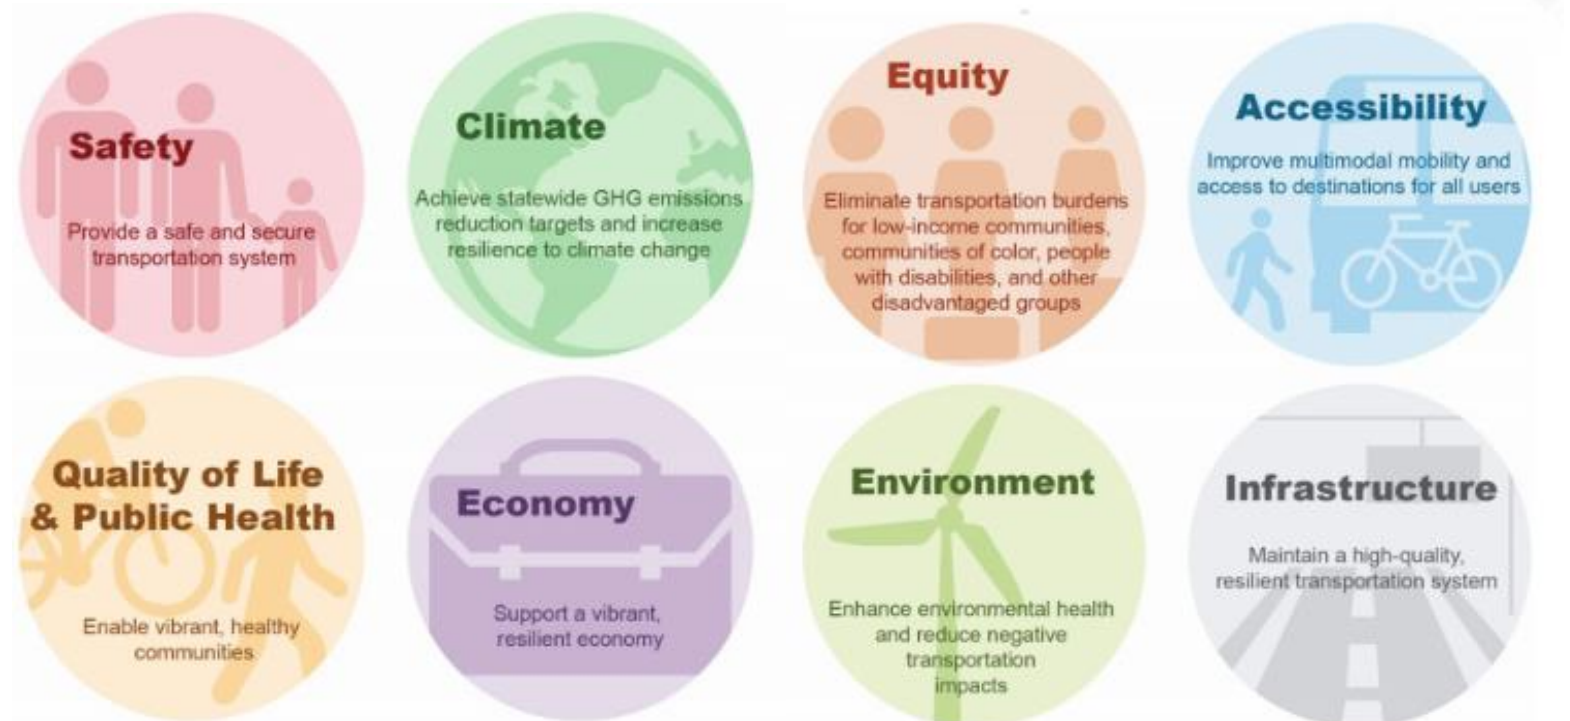 Safety
Provide a safe and secure
transportation system
Climate
Achieve statewide GHG emissions
reduction targets and increase
resilience to climate change
Equity
Eliminate transportation burdens
for low-income communities,
communities of color, people
with disabilities, and other
disadvantaged groups
Accessibility
Improve multimodal mobility and
access to destinations for all users
Quality of Life
& Public Health
Enable vibrant, healthy
communities
Economy
Support a vibrant,
resilient economy
Environment
Enhance environmental health
and reduce negative
transportation
impacts
Infrastructure
Maintain a high-quality,
resilient transportation system